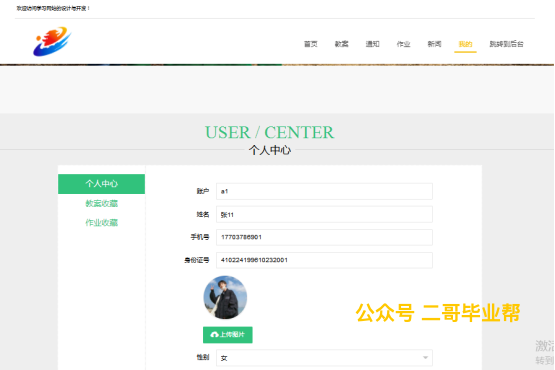 欢迎访问学习网站的设计与开发！
首页 教案 通知 作业 新闻 我的 跳转到后台
USER / CENTER
个人中心
个人中心
教案收藏
作业收藏
账户 a1
姓名 张11
手机号 17703786901
身份证号 410224199610232001
公众号 二哥毕业帮
上传图片
激活
转到
性别 女